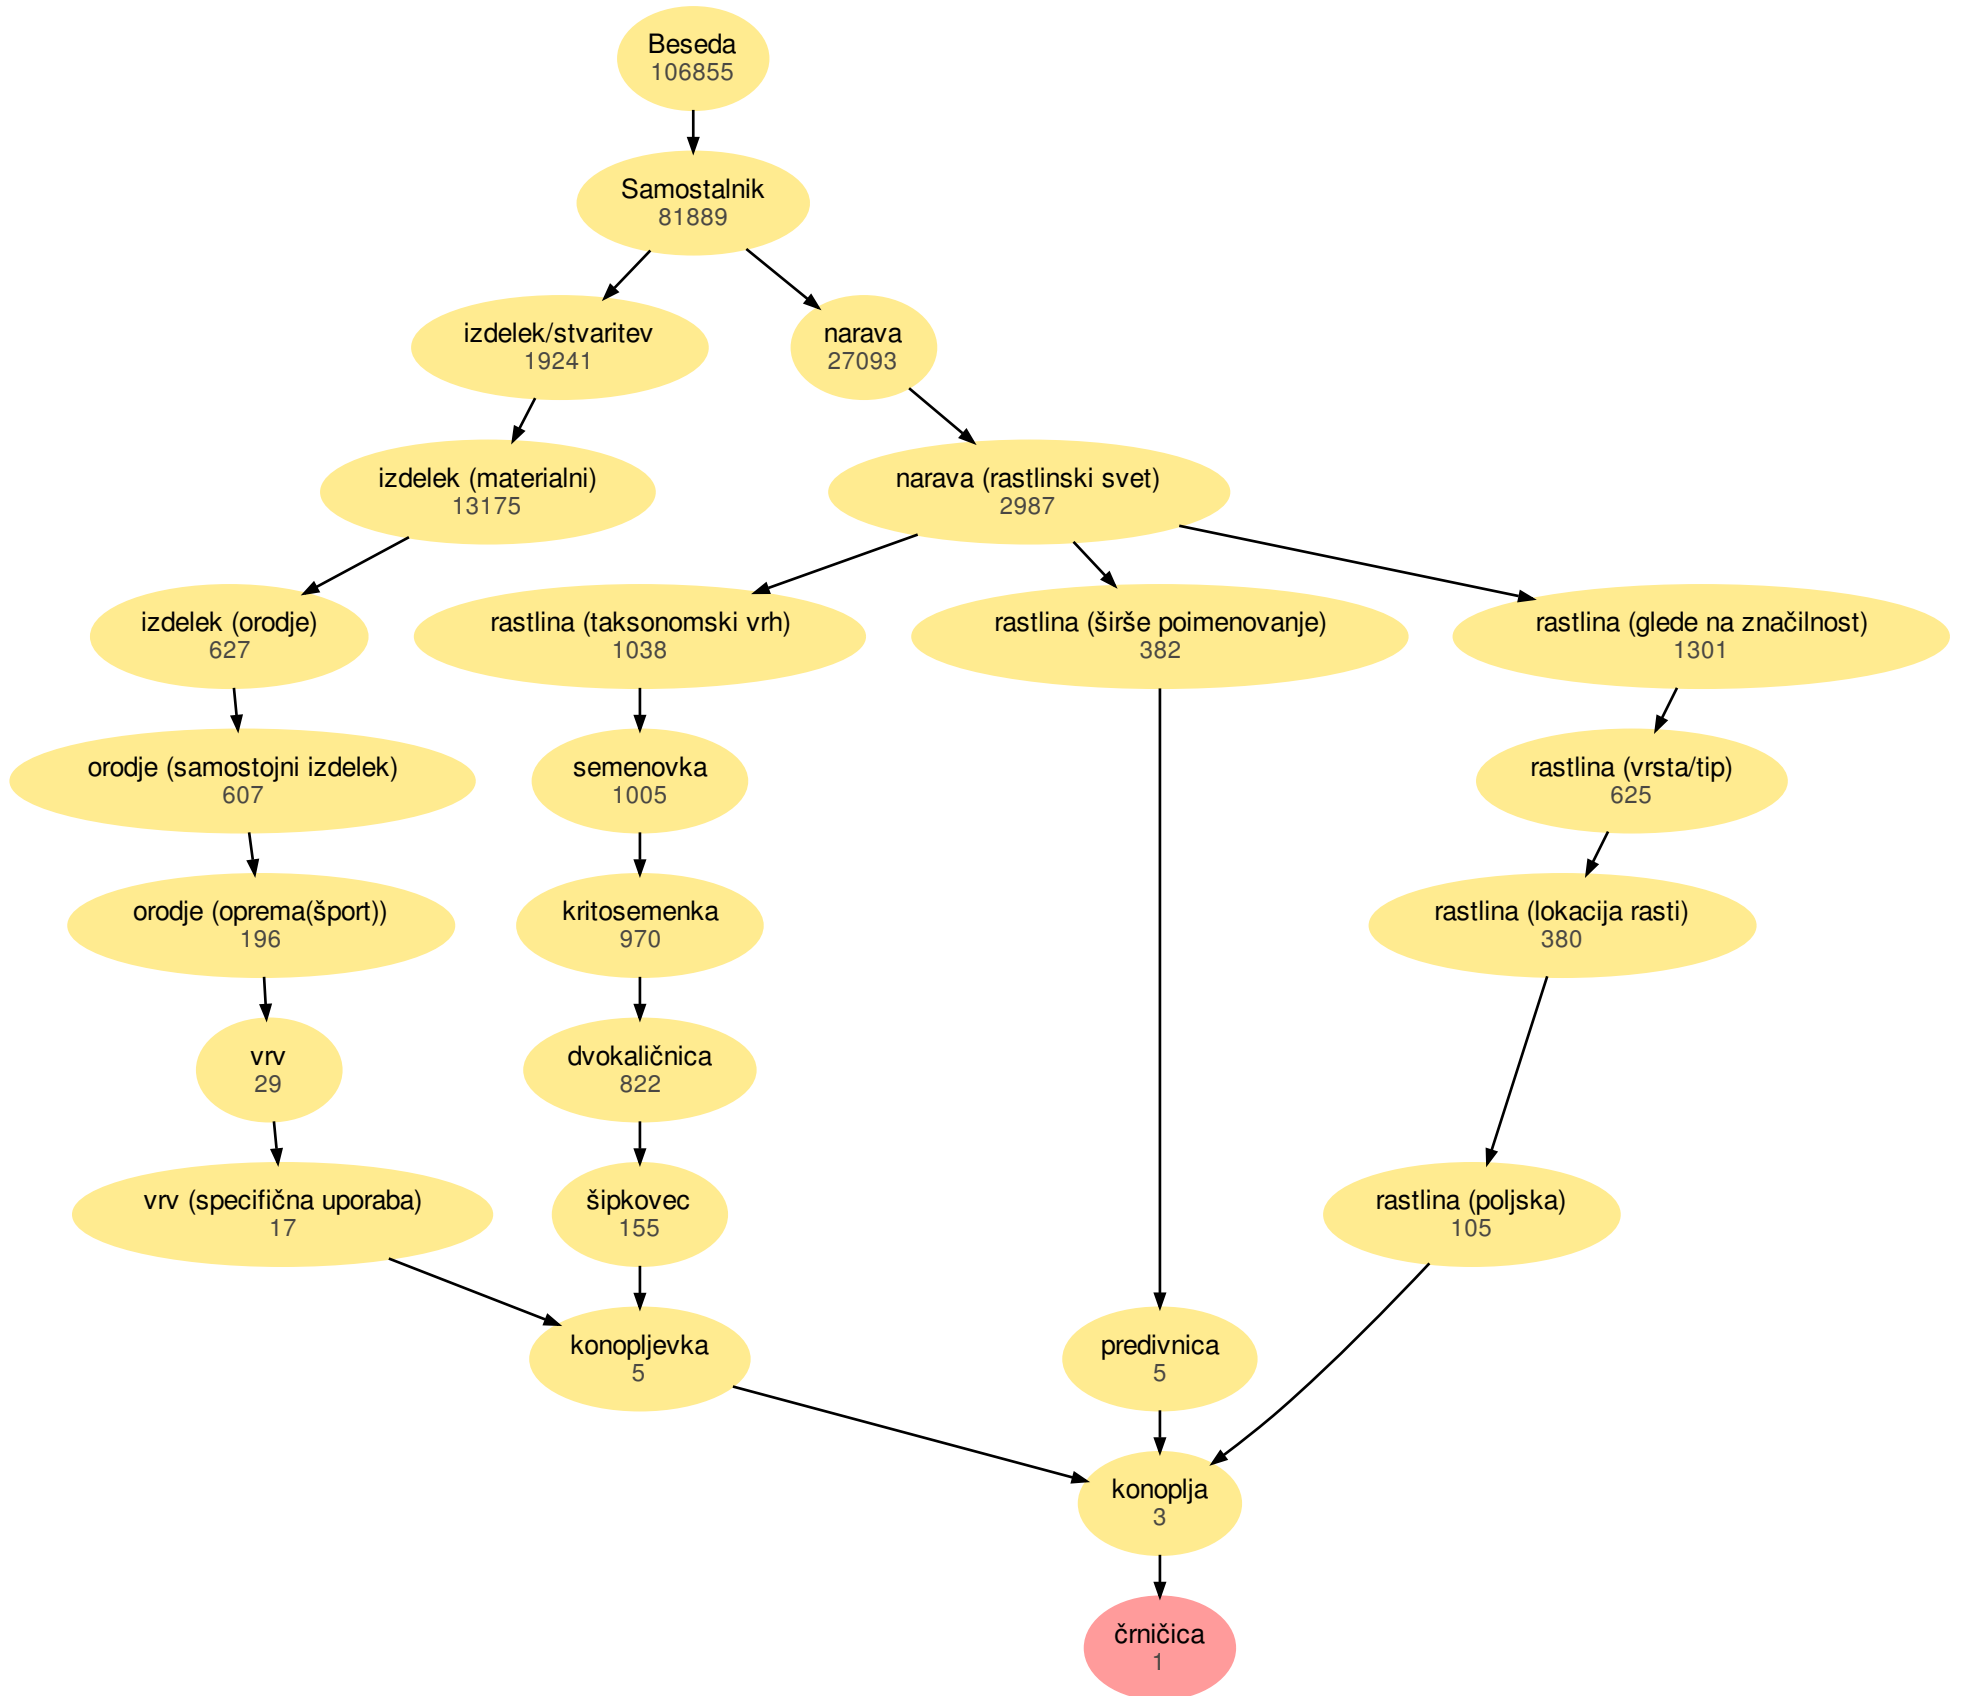 Beseda
106855
Samostalnik
81889
izdelek/stvaritev
19241
narava
27093
izdelek (materialni)
13175
narava (rastlinski svet)
2987
izdelek (orodje)
627
rastlina (taksonomski vrh)
1038
rastlina (širše poimenovanje)
382
rastlina (glede na značilnost)
1301
orodje (samostojni izdelek)
607
semenovka
1005
rastlina (vrsta/tip)
625
orodje (oprema(šport))
196
kritosemenka
970
rastlina (lokacija rasti)
380
vrv
29
dvokaličnica
822
vrv (specifična uporaba)
17
šipkovec
155
rastlina (poljska)
105
konopljevka
5
predivnica
5
konoplja
3
črničica
1